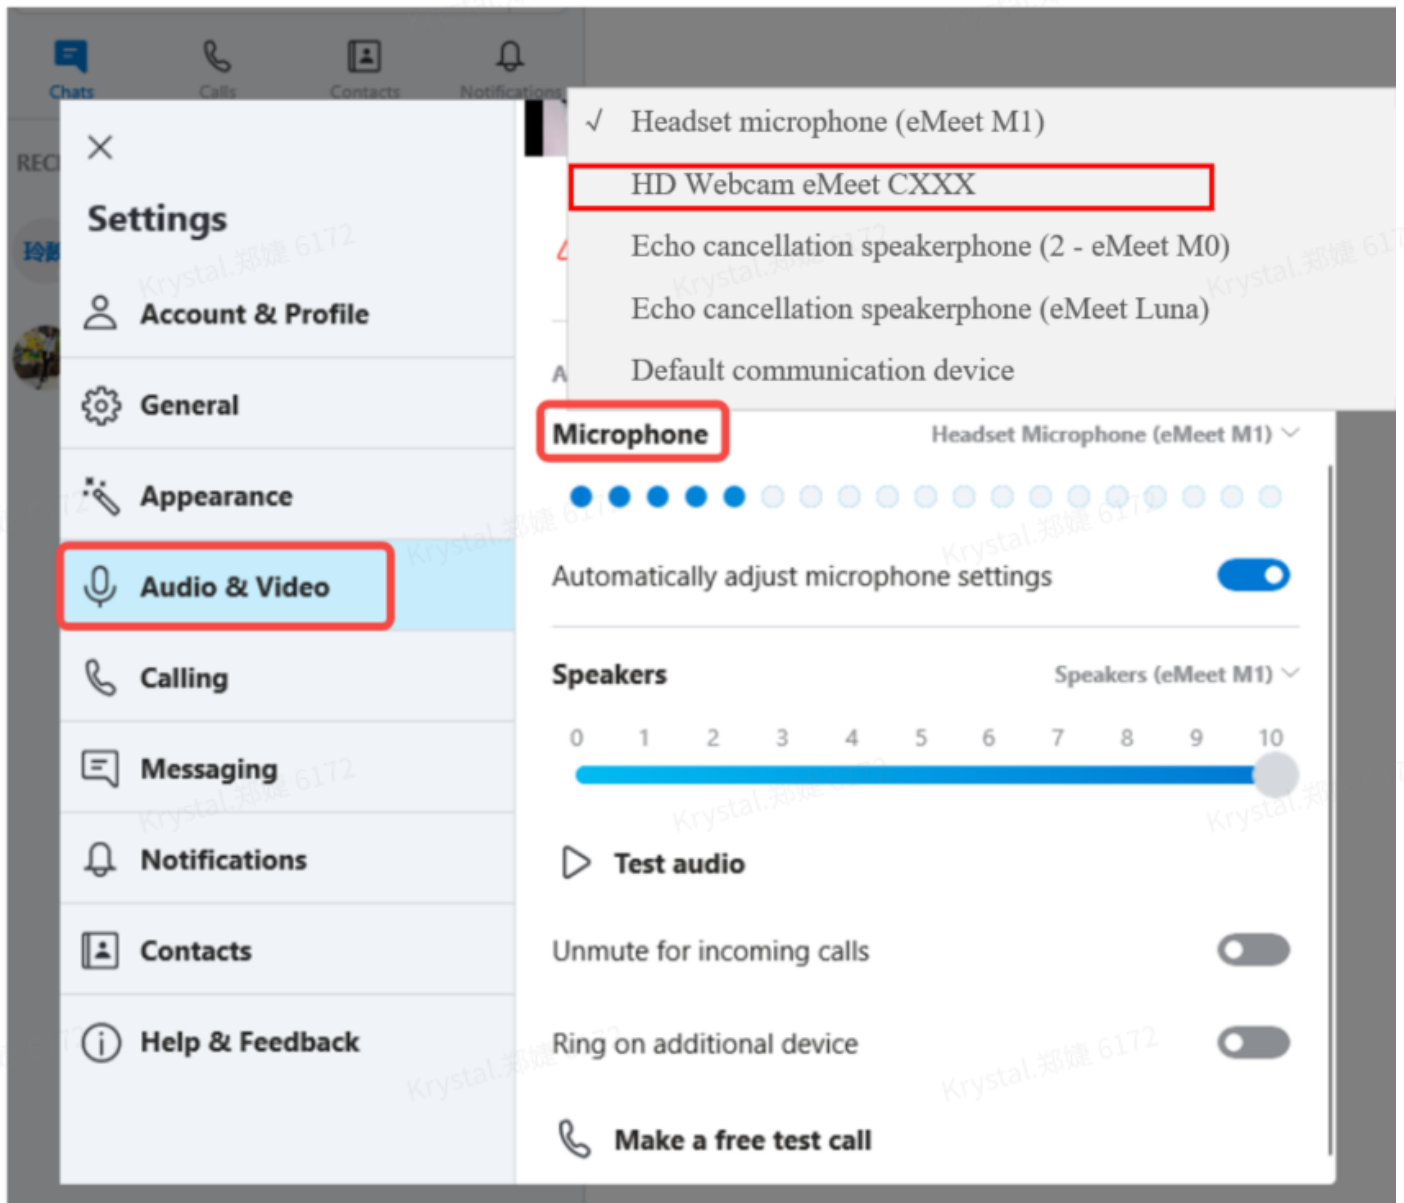 Chats
Calls
Contacts
Notifications
√ Headset microphone (eMeet M1)
HD Webcam eMeet CXXX
Echo cancellation speakerphone (2 - eMeet M0)
Echo cancellation speakerphone (eMeet Luna)
Default communication device
Settings
Account & Profile
General
Appearance
Audio & Video
Calling
Messaging
Notifications
Contacts
Help & Feedback
Microphone
Headset Microphone (eMeet M1)
Automatically adjust microphone settings
Speakers
Speakers (eMeet M1)
0 1 2 3 4 5 6 7 8 9 10
Test audio
Unmute for incoming calls
Ring on additional device
Make a free test call
Krystal.郑婕 6172